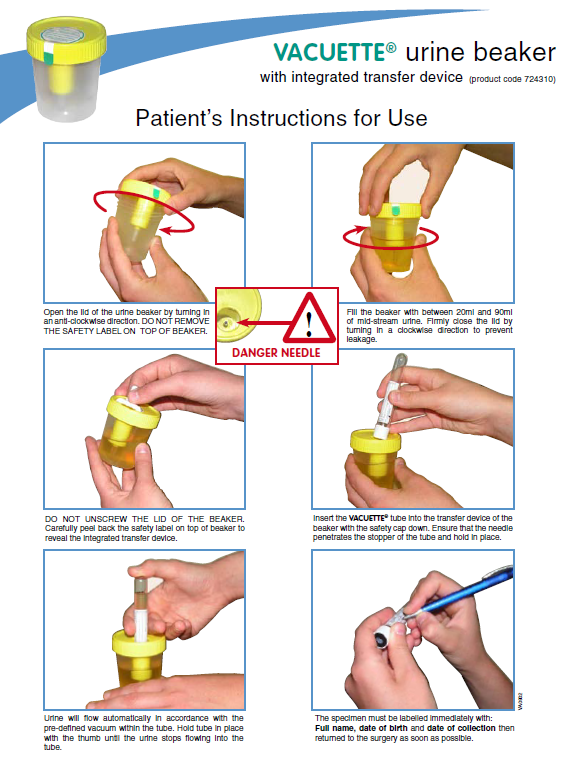 VACUETTE® urine beaker
with integrated transfer device (product code 724310)
Patient's Instructions for Use
Open the lid of the urine beaker by turning in
an anti-clockwise direction. DO NOT REMOVE
THE SAFETY LABEL ON TOP OF BEAKER.
!
DANGER NEEDLE
Fill the beaker with between 20ml and 90ml
of mid-stream urine. Firmly close the lid by
turning in a clockwise direction to prevent
leakage.
DO NOT UNSCREW THE LID OF THE BEAKER.
Carefully peel back the safety label on top of beaker to
reveal the integrated transfer device.
Insert the VACUETTE® tube into the transfer device of the
beaker with the safety cap down. Ensure that the needle
penetrates the stopper of the tube and hold in place.
Urine will flow automatically in accordance with the
pre-defined vacuum within the tube. Hold tube in place
with the thumb until the urine stops flowing into the
tube.
The specimen must be labelled immediately with:
Full name, date of birth and date of collection then
returned to the surgery as soon as possible.